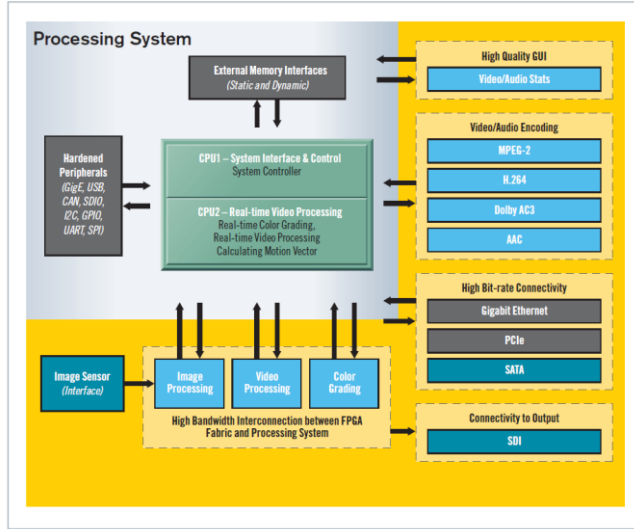 Processing System
External Memory Interfaces
(Static and Dynamic)
Hardened
Peripherals
(GigE, USB,
CAN, SDIO,
I2C, GPIO,
UART, SPI)
CPU1 – System Interface & Control
System Controller
CPU2 – Real-time Video Processing
Real-time Color Grading,
Real-time Video Processing
Calculating Motion Vector
High Quality GUI
Video/Audio Stats
Video/Audio Encoding
MPEG-2
H.264
Dolby AC3
AAC
High Bit-rate Connectivity
Gigabit Ethernet
PCIe
SATA
Image Sensor
(Interface)
Image
Processing
Video
Processing
Color
Grading
High Bandwidth Interconnection between FPGA
Fabric and Processing System
Connectivity to Output
SDI